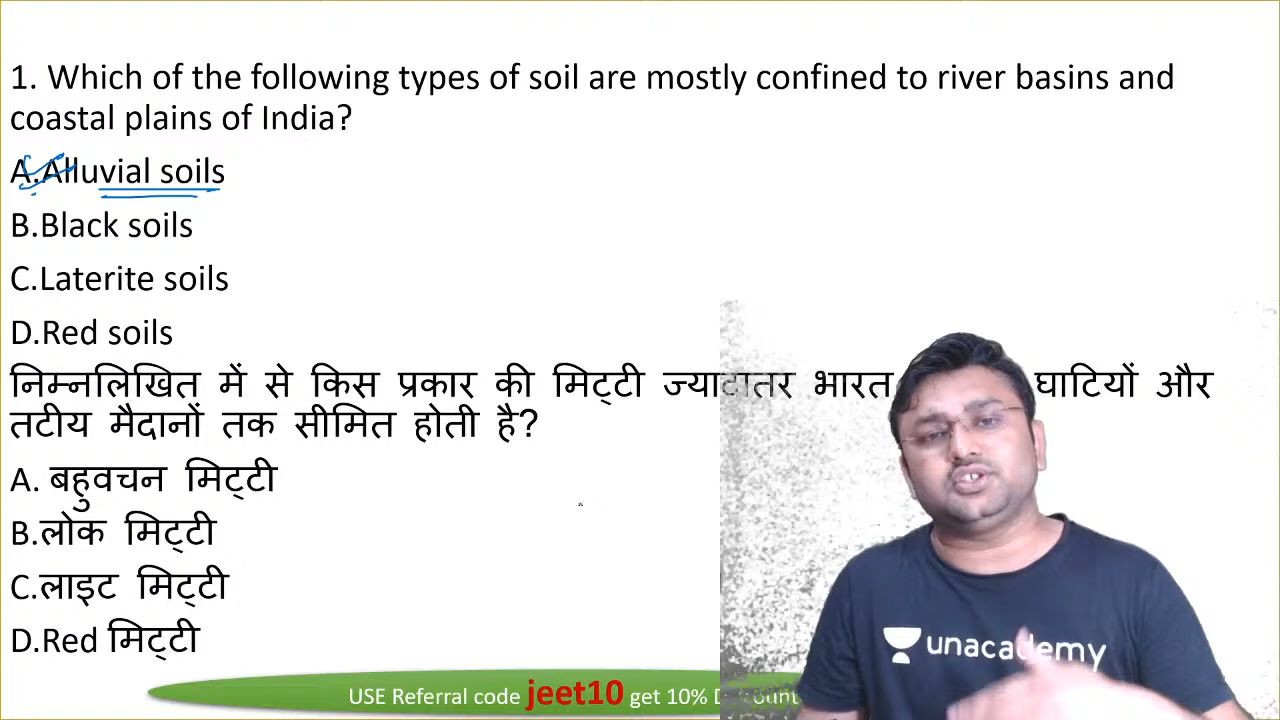 1. Which of the following types of soil are mostly confined to river basins and
coastal plains of India?
A.Alluvial soils
B.Black soils
C.Laterite soils
D.Red soils
निम्नलिखित में से किस प्रकार की मिट्टी ज्यादातर भारत घाटियों और
तटीय मैदानों तक सीमित होती है?
A. बहुवचन मिट्टी
B.लोक मिट्टी
C.लाइट मिट्टी
D.Red मिट्टी
unacademy
USE Referral code jeet10 get 10% Discount